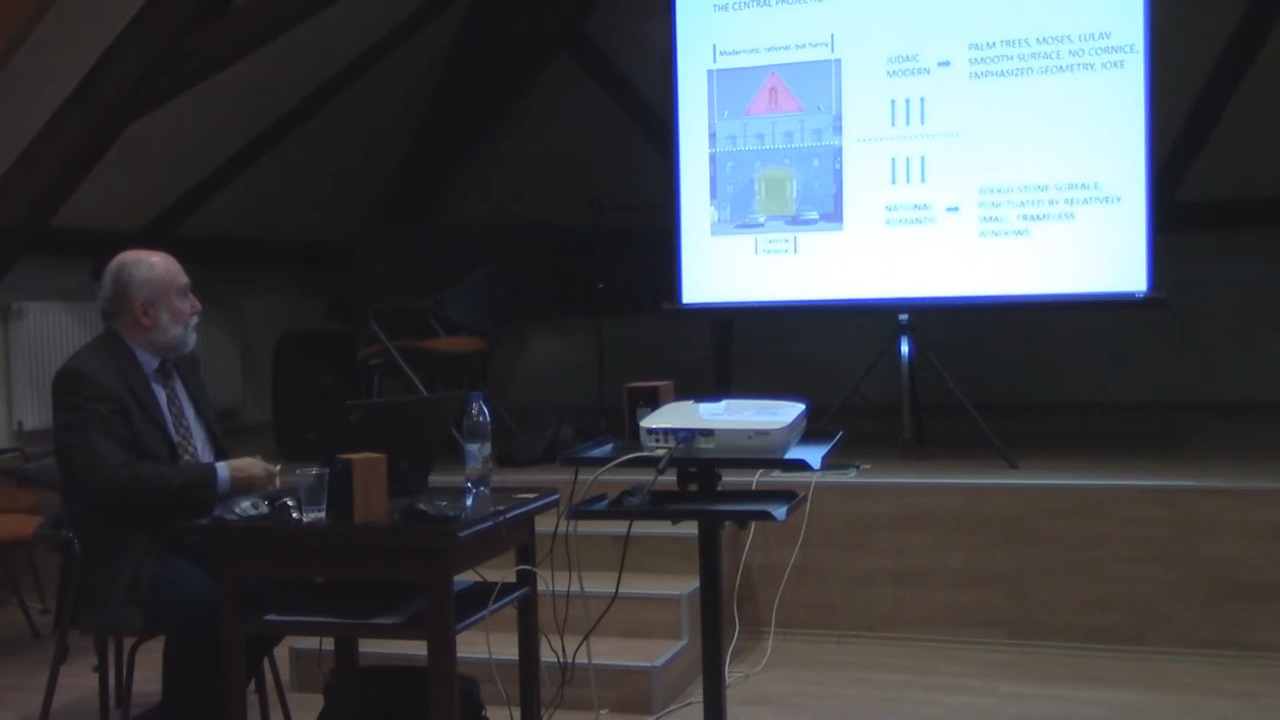 THE CENTRAL
Modernistic, rational, but funny
JUDAIC
MODERN
PALM TREES, MOSES, LULAV
SMOOTH SURFACE, NO CORNICE,
EMPHASIZED GEOMETRY, JOKE
NATIONAL
ROMANTIC
ROUGH STONE SURFACE,
PUNCTUATED BY RELATIVELY
SMALL, FRAMELESS
WINDOWS